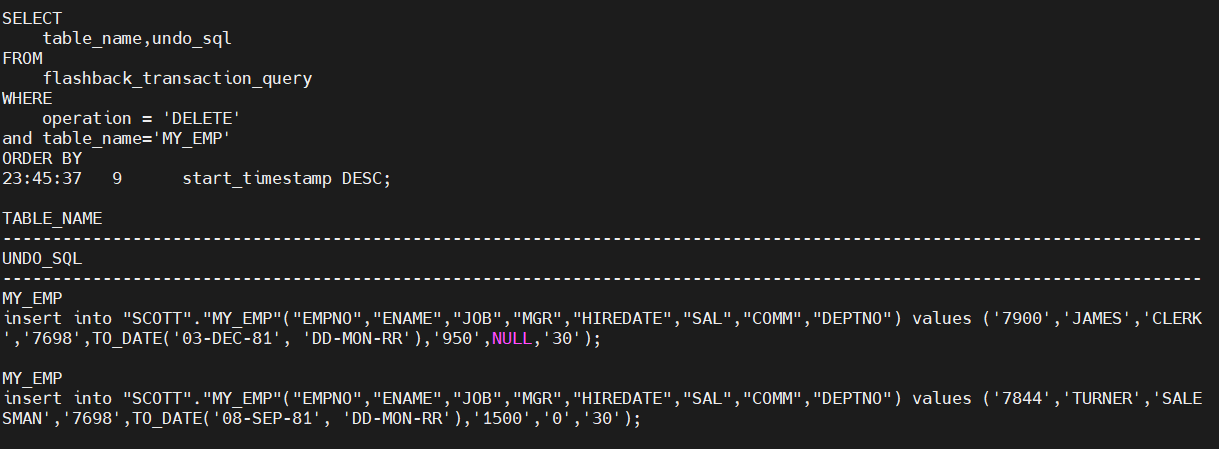 SELECT
    table_name,undo_sql
FROM
    flashback_transaction_query
WHERE
    operation = 'DELETE'
and table_name='MY_EMP'
ORDER BY
23:45:37   9      start_timestamp DESC;

TABLE_NAME
------------------------------------------------------------------------------------------------------------------------
UNDO_SQL
------------------------------------------------------------------------------------------------------------------------
MY_EMP
insert into "SCOTT"."MY_EMP"("EMPNO","ENAME","JOB","MGR","HIREDATE","SAL","COMM","DEPTNO") values ('7900','JAMES','CLERK
','7698',TO_DATE('03-DEC-81', 'DD-MON-RR'),'950',NULL,'30');

MY_EMP
insert into "SCOTT"."MY_EMP"("EMPNO","ENAME","JOB","MGR","HIREDATE","SAL","COMM","DEPTNO") values ('7844','TURNER','SALE
SMAN','7698',TO_DATE('08-SEP-81', 'DD-MON-RR'),'1500','0','30');